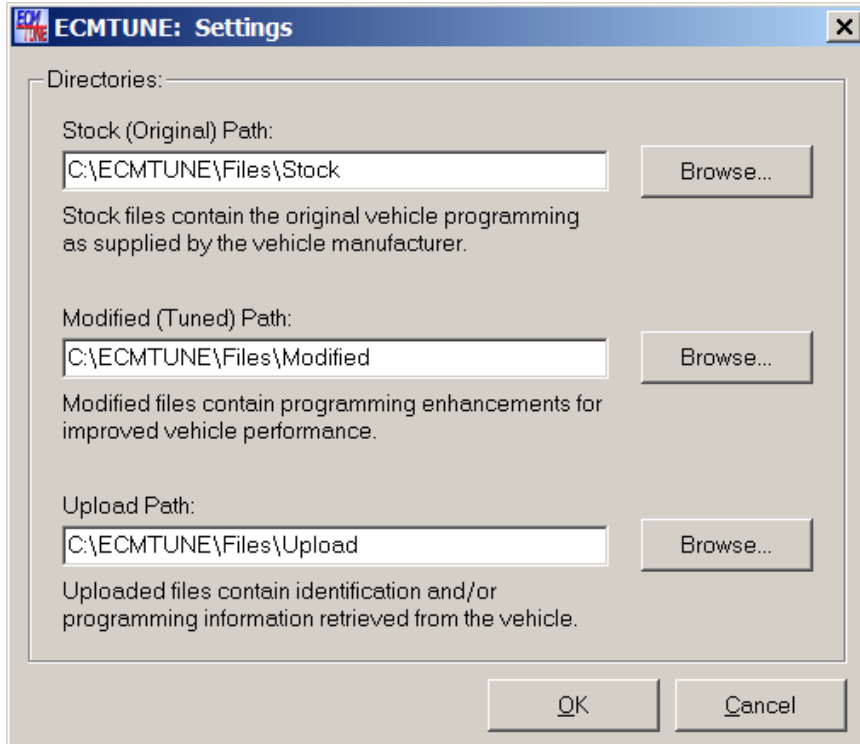 ECM
TUNE
ECMTUNE: Settings
Directories:
Stock (Original) Path:
C:\ECMTUNE\Files\Stock
Browse...
Stock files contain the original vehicle programming
as supplied by the vehicle manufacturer.
Modified (Tuned) Path:
C:\ECMTUNE\Files\Modified
Browse...
Modified files contain programming enhancements for
improved vehicle performance.
Upload Path:
C:\ECMTUNE\Files\Upload
Browse...
Uploaded files contain identification and/or
programming information retrieved from the vehicle.
OK
Cancel